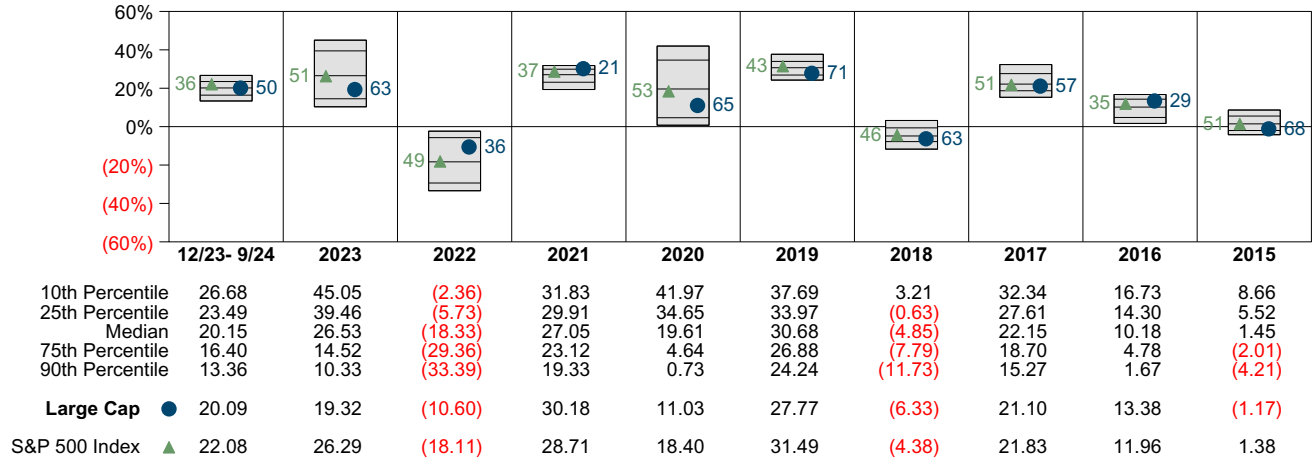 60%
40%
20%
0%
(20%)
(40%)
(60%)
36 50 51 63 49 36 37 21 53 65 43 71 46 63 51 57 35 29 51 68
12/23- 9/24 2023 2022 2021 2020 2019 2018 2017 2016 2015
10th Percentile 26.68 45.05 (2.36) 31.83 41.97 37.69 3.21 32.34 16.73 8.66
25th Percentile 23.49 39.46 (5.73) 29.91 34.65 33.97 (0.63) 27.61 14.30 5.52
Median 20.15 26.53 (18.33) 27.05 19.61 30.68 (4.85) 22.15 10.18 1.45
75th Percentile 16.40 14.52 (29.36) 23.12 4.64 26.88 (7.79) 18.70 4.78 (2.01)
90th Percentile 13.36 10.33 (33.39) 19.33 0.73 24.24 (11.73) 15.27 1.67 (4.21)
Large Cap 20.09 19.32 (10.60) 30.18 11.03 27.77 (6.33) 21.10 13.38 (1.17)
S&P 500 Index 22.08 26.29 (18.11) 28.71 18.40 31.49 (4.38) 21.83 11.96 1.38